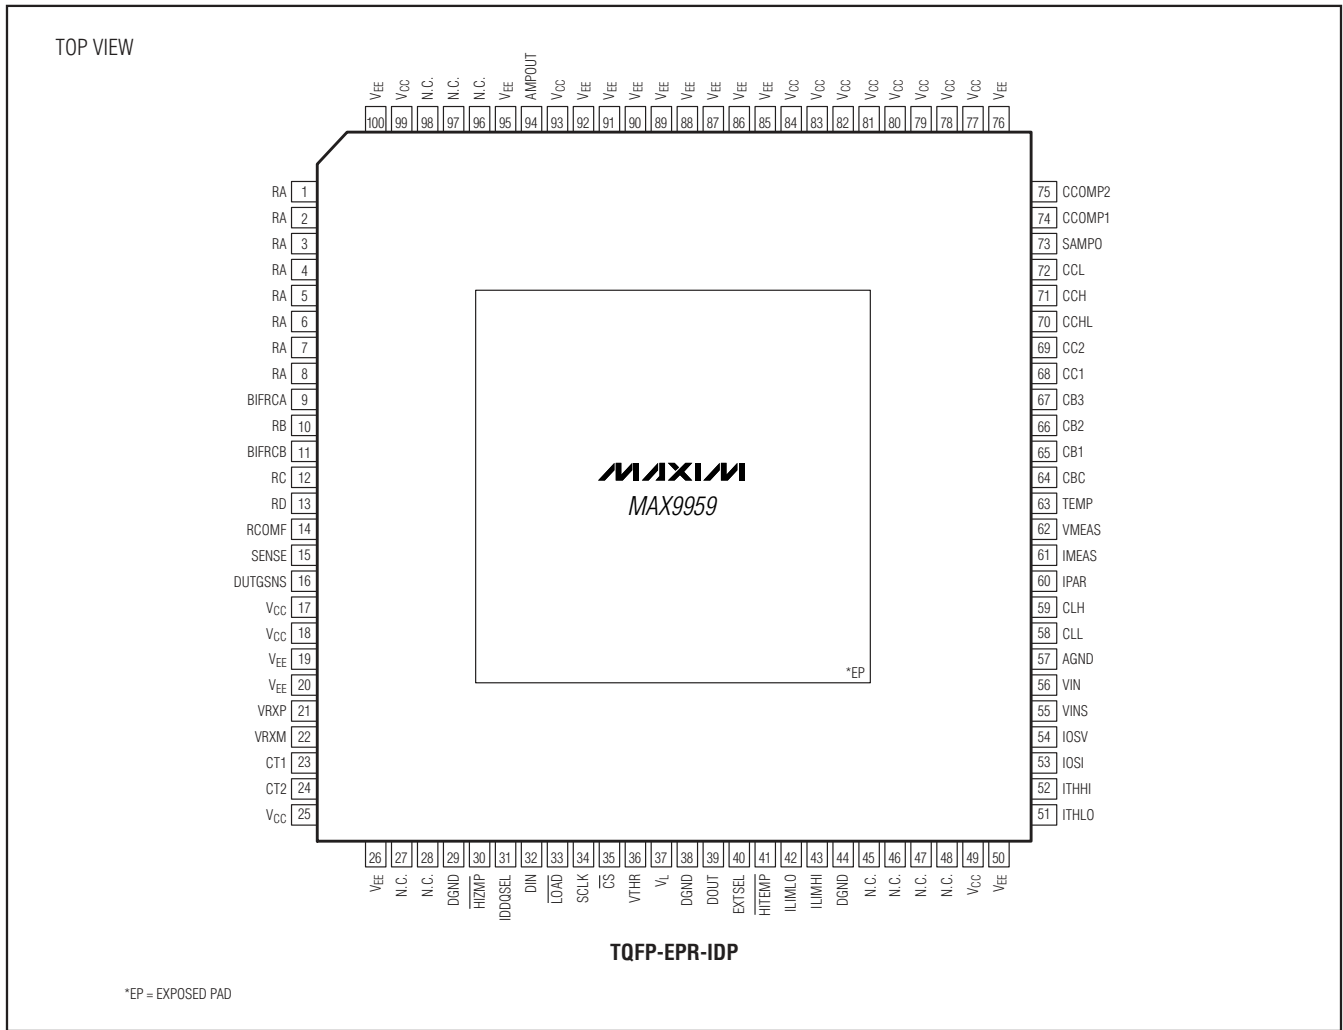 TOP VIEW
VEE VCC N.C. N.C. N.C. VEE AMPOUT VCC VEE VEE VEE VEE VEE VEE VEE VEE VCC VCC VCC VCC VCC VCC VCC VCC VEE
100 99 98 97 96 95 94 93 92 91 90 89 88 87 86 85 84 83 82 81 80 79 78 77 76
RA 1
RA 2
RA 3
RA 4
RA 5
RA 6
RA 7
RA 8
BIFRCA 9
RB 10
BIFRCB 11
RC 12
RD 13
RCOMF 14
SENSE 15
DUTGSNS 16
VCC 17
VCC 18
VEE 19
VEE 20
VRXP 21
VRXM 22
CT1 23
CT2 24
VCC 25
MAXIM
MAX9959
*EP
75 CCOMP2
74 CCOMP1
73 SAMPO
72 CCL
71 CCH
70 CCHL
69 CC2
68 CC1
67 CB3
66 CB2
65 CB1
64 CBC
63 TEMP
62 VMEAS
61 IMEAS
60 IPAR
59 CLH
58 CLL
57 AGND
56 VIN
55 VINS
54 IOSV
53 IOSI
52 ITHHI
51 ITHLO
26 27 28 29 30 31 32 33 34 35 36 37 38 39 40 41 42 43 44 45 46 47 48 49 50
VEE N.C. N.C. DGND HIZMP IDDQSEL DIN LOAD SCLK CS VTHR VL DGND DOUT EXTSEL HITEMP ILIMLO ILIMHI DGND N.C. N.C. N.C. N.C. VCC VEE
TQFP-EPR-IDP
*EP = EXPOSED PAD